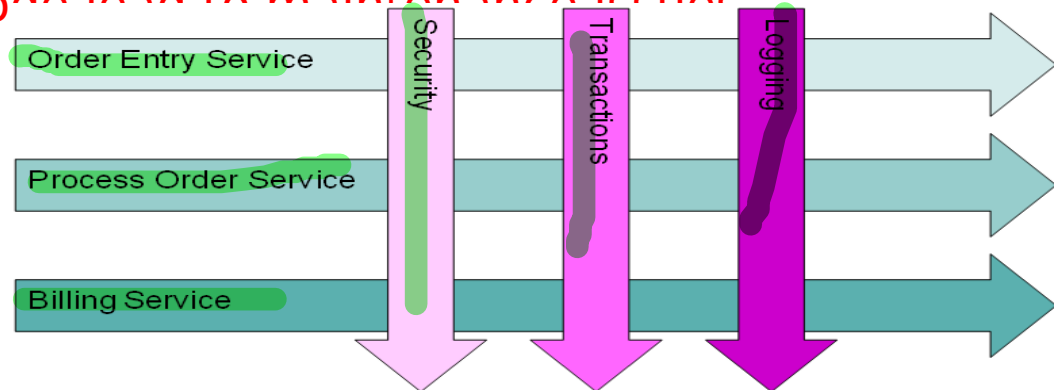 Order Entry Service
Process Order Service
Billing Service
Security
Transactions
Logging